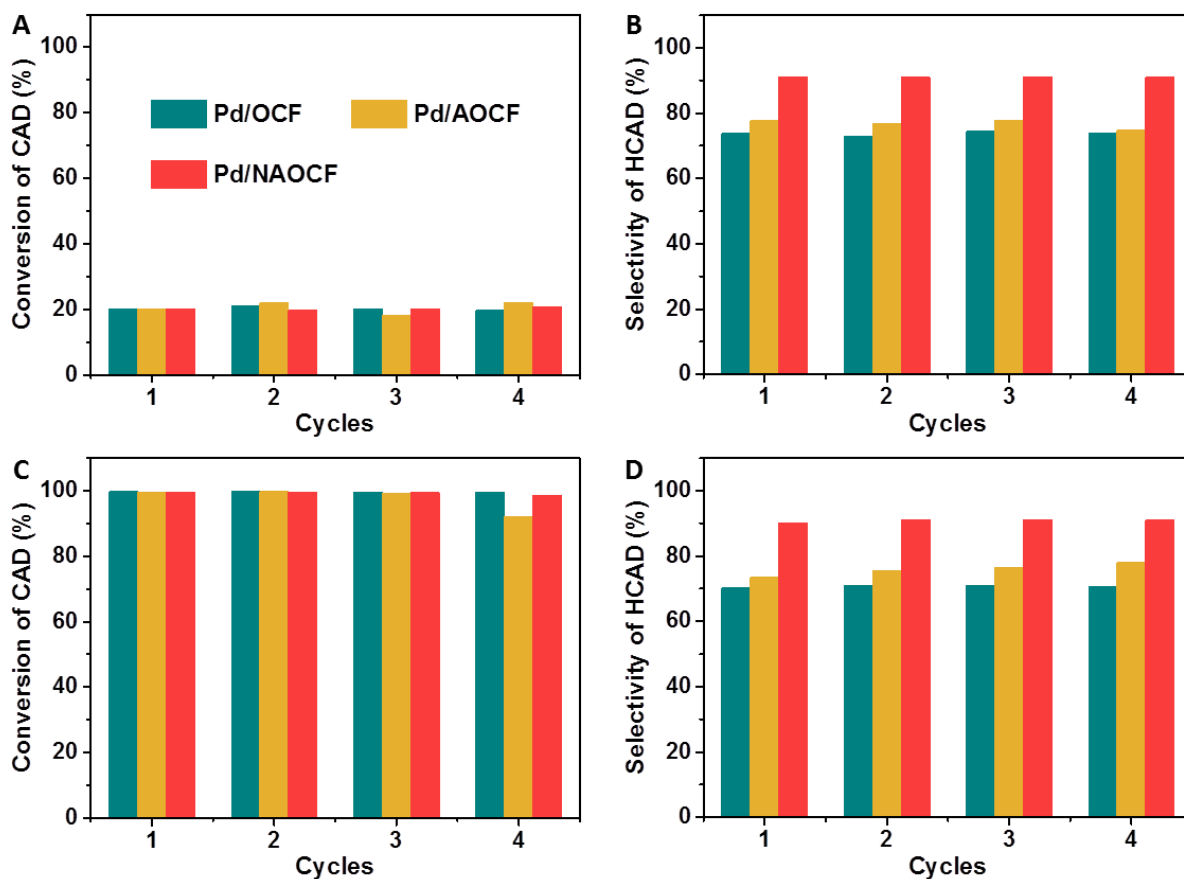 A
Conversion of CAD (%)
100
80
60
40
20
0
Pd/OCF
Pd/AOCF
Pd/NAOCF
1 2 3 4
Cycles
B
Selectivity of HCAD (%)
100
80
60
40
20
0
1 2 3 4
Cycles
C
Conversion of CAD (%)
100
80
60
40
20
0
1 2 3 4
Cycles
D
Selectivity of HCAD (%)
100
80
60
40
20
0
1 2 3 4
Cycles